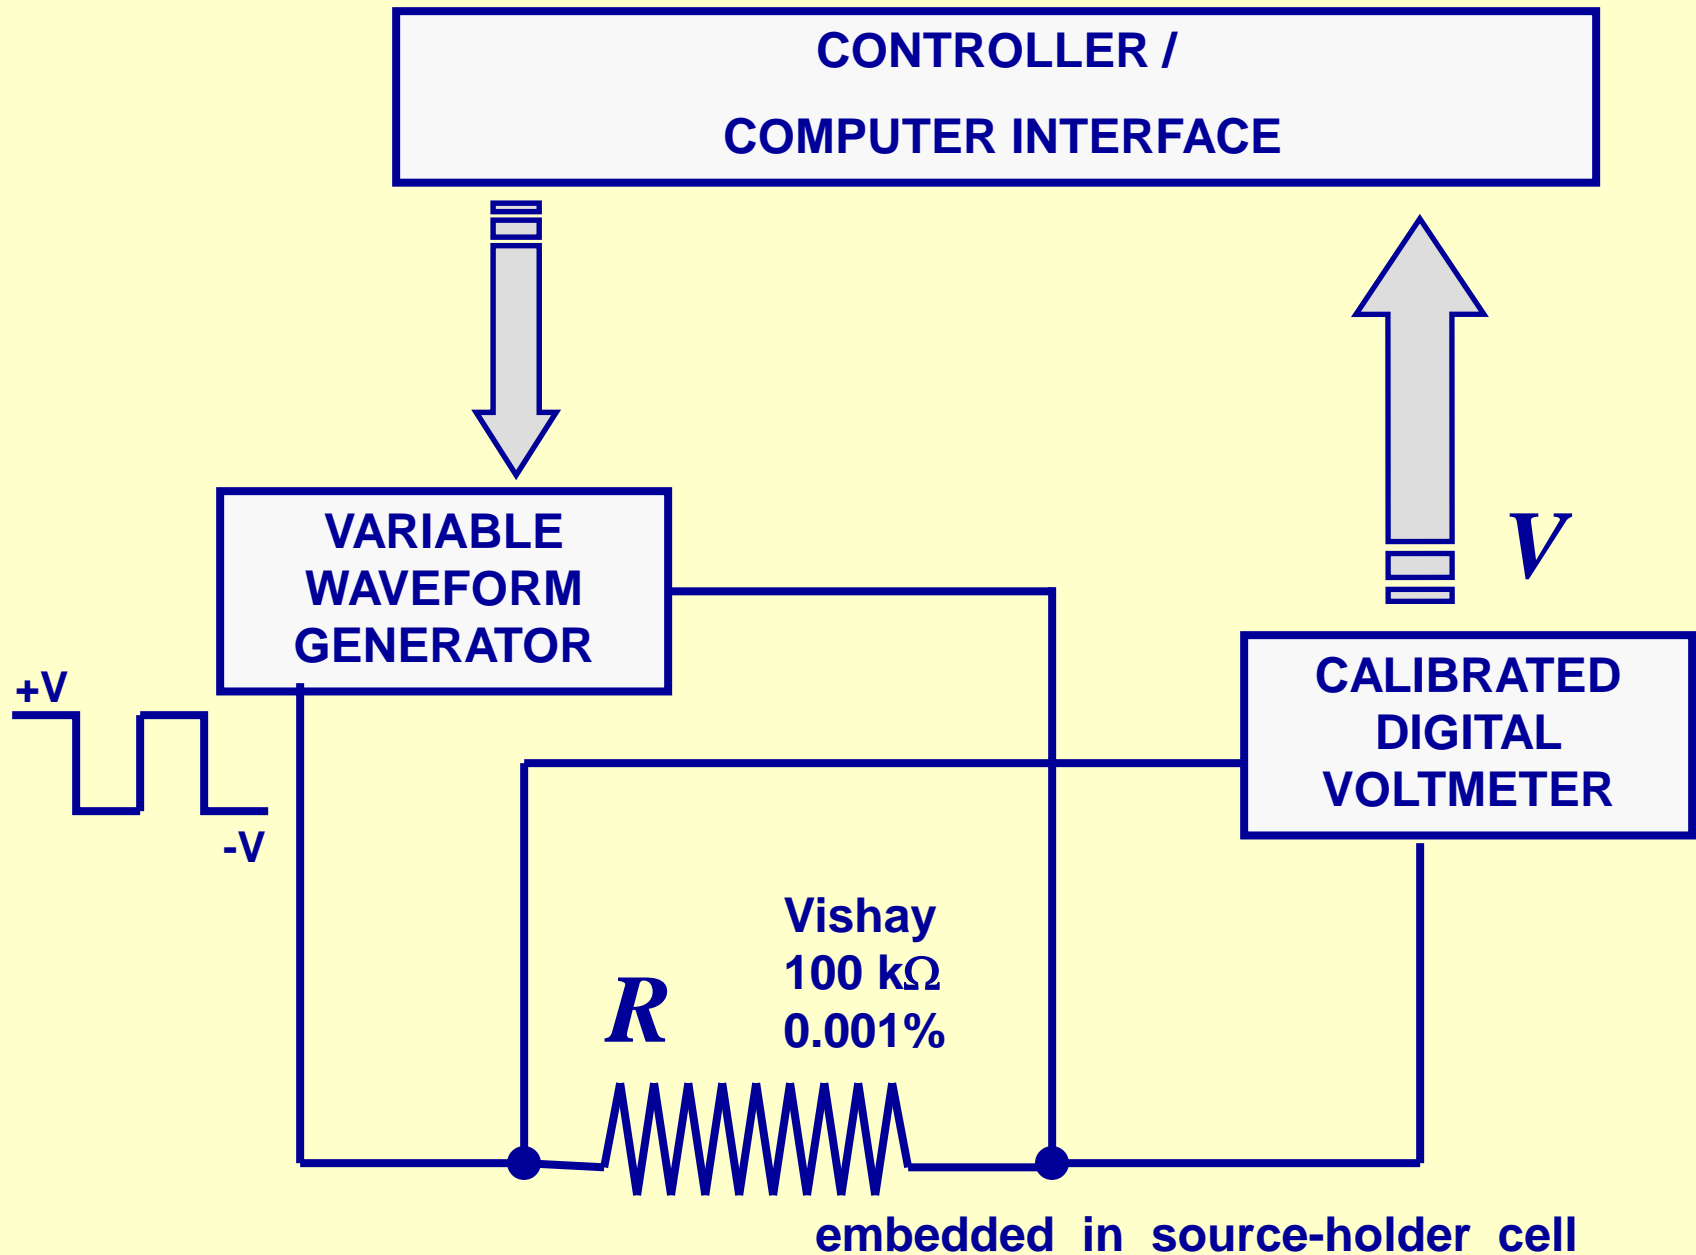 CONTROLLER /
COMPUTER INTERFACE
V
VARIABLE
WAVEFORM
GENERATOR
CALIBRATED
DIGITAL
VOLTMETER
+V
-V
Vishay
100 kΩ
0.001%
R
embedded in source-holder cell